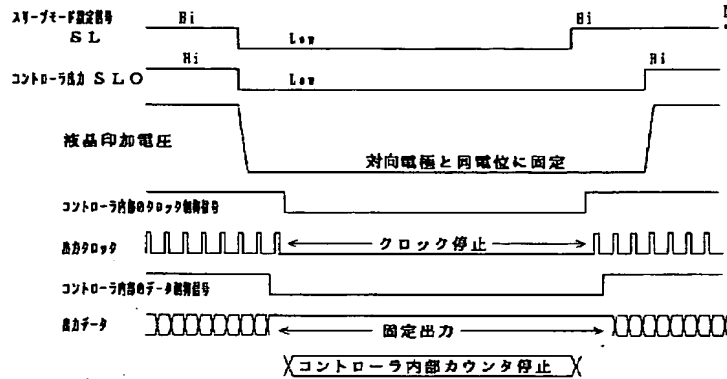 スリープモード設定信号 Hi Hi
SL Low
コントローラ出力 SLO Hi Low Hi
液晶印加電圧
対向電極と同電位に固定
コントローラ内部のクロック制御信号
出力クロック クロック停止
コントローラ内部のデータ制御信号
出力データ 固定出力
コントローラ内部カウンタ停止